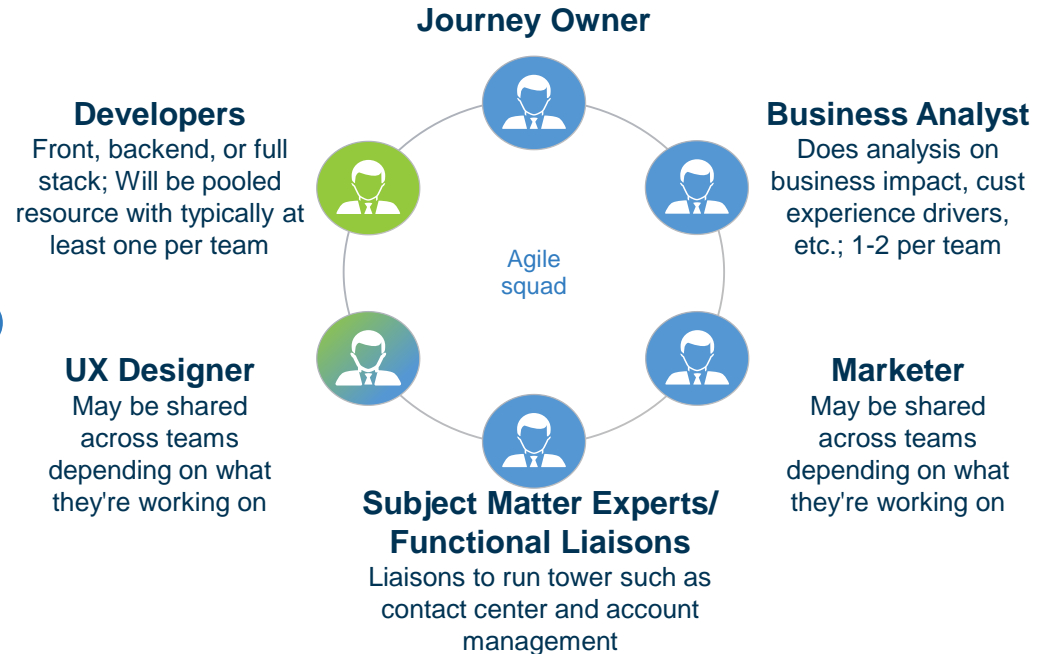 Journey Owner
Developers
Front, backend, or full
stack; Will be pooled
resource with typically at
least one per team
Business Analyst
Does analysis on
business impact, cust
experience drivers,
etc.; 1-2 per team
Agile
squad
UX Designer
May be shared
across teams
depending on what
they're working on
Marketer
May be shared
across teams
depending on what
they're working on
Subject Matter Experts/
Functional Liaisons
Liaisons to run tower such as
contact center and account
management